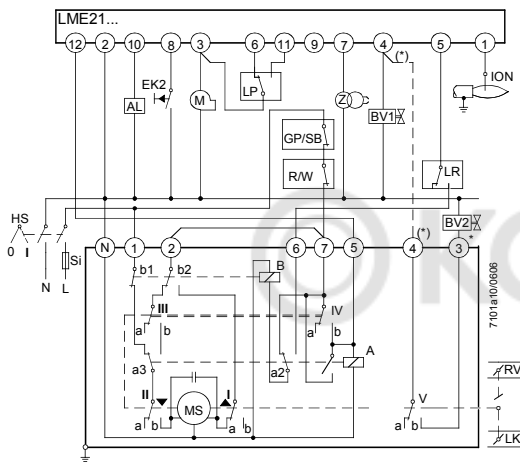 LME21...
12 2 10 8 3 6 11 9 7 4 (*) 5 1
EK2
ION
AL
M
LP
Z
BV1
GP/SB
R/W
LR
HS
BV2
0 I
Si
N 1 2 6 7 5 4 (*) 3 *
N L
b1 b2
B
7101a10/0606
III
IV
a b
a b
A
a3
a2
RV
II
I
V
MS
a b
a b
a b
LK
KO